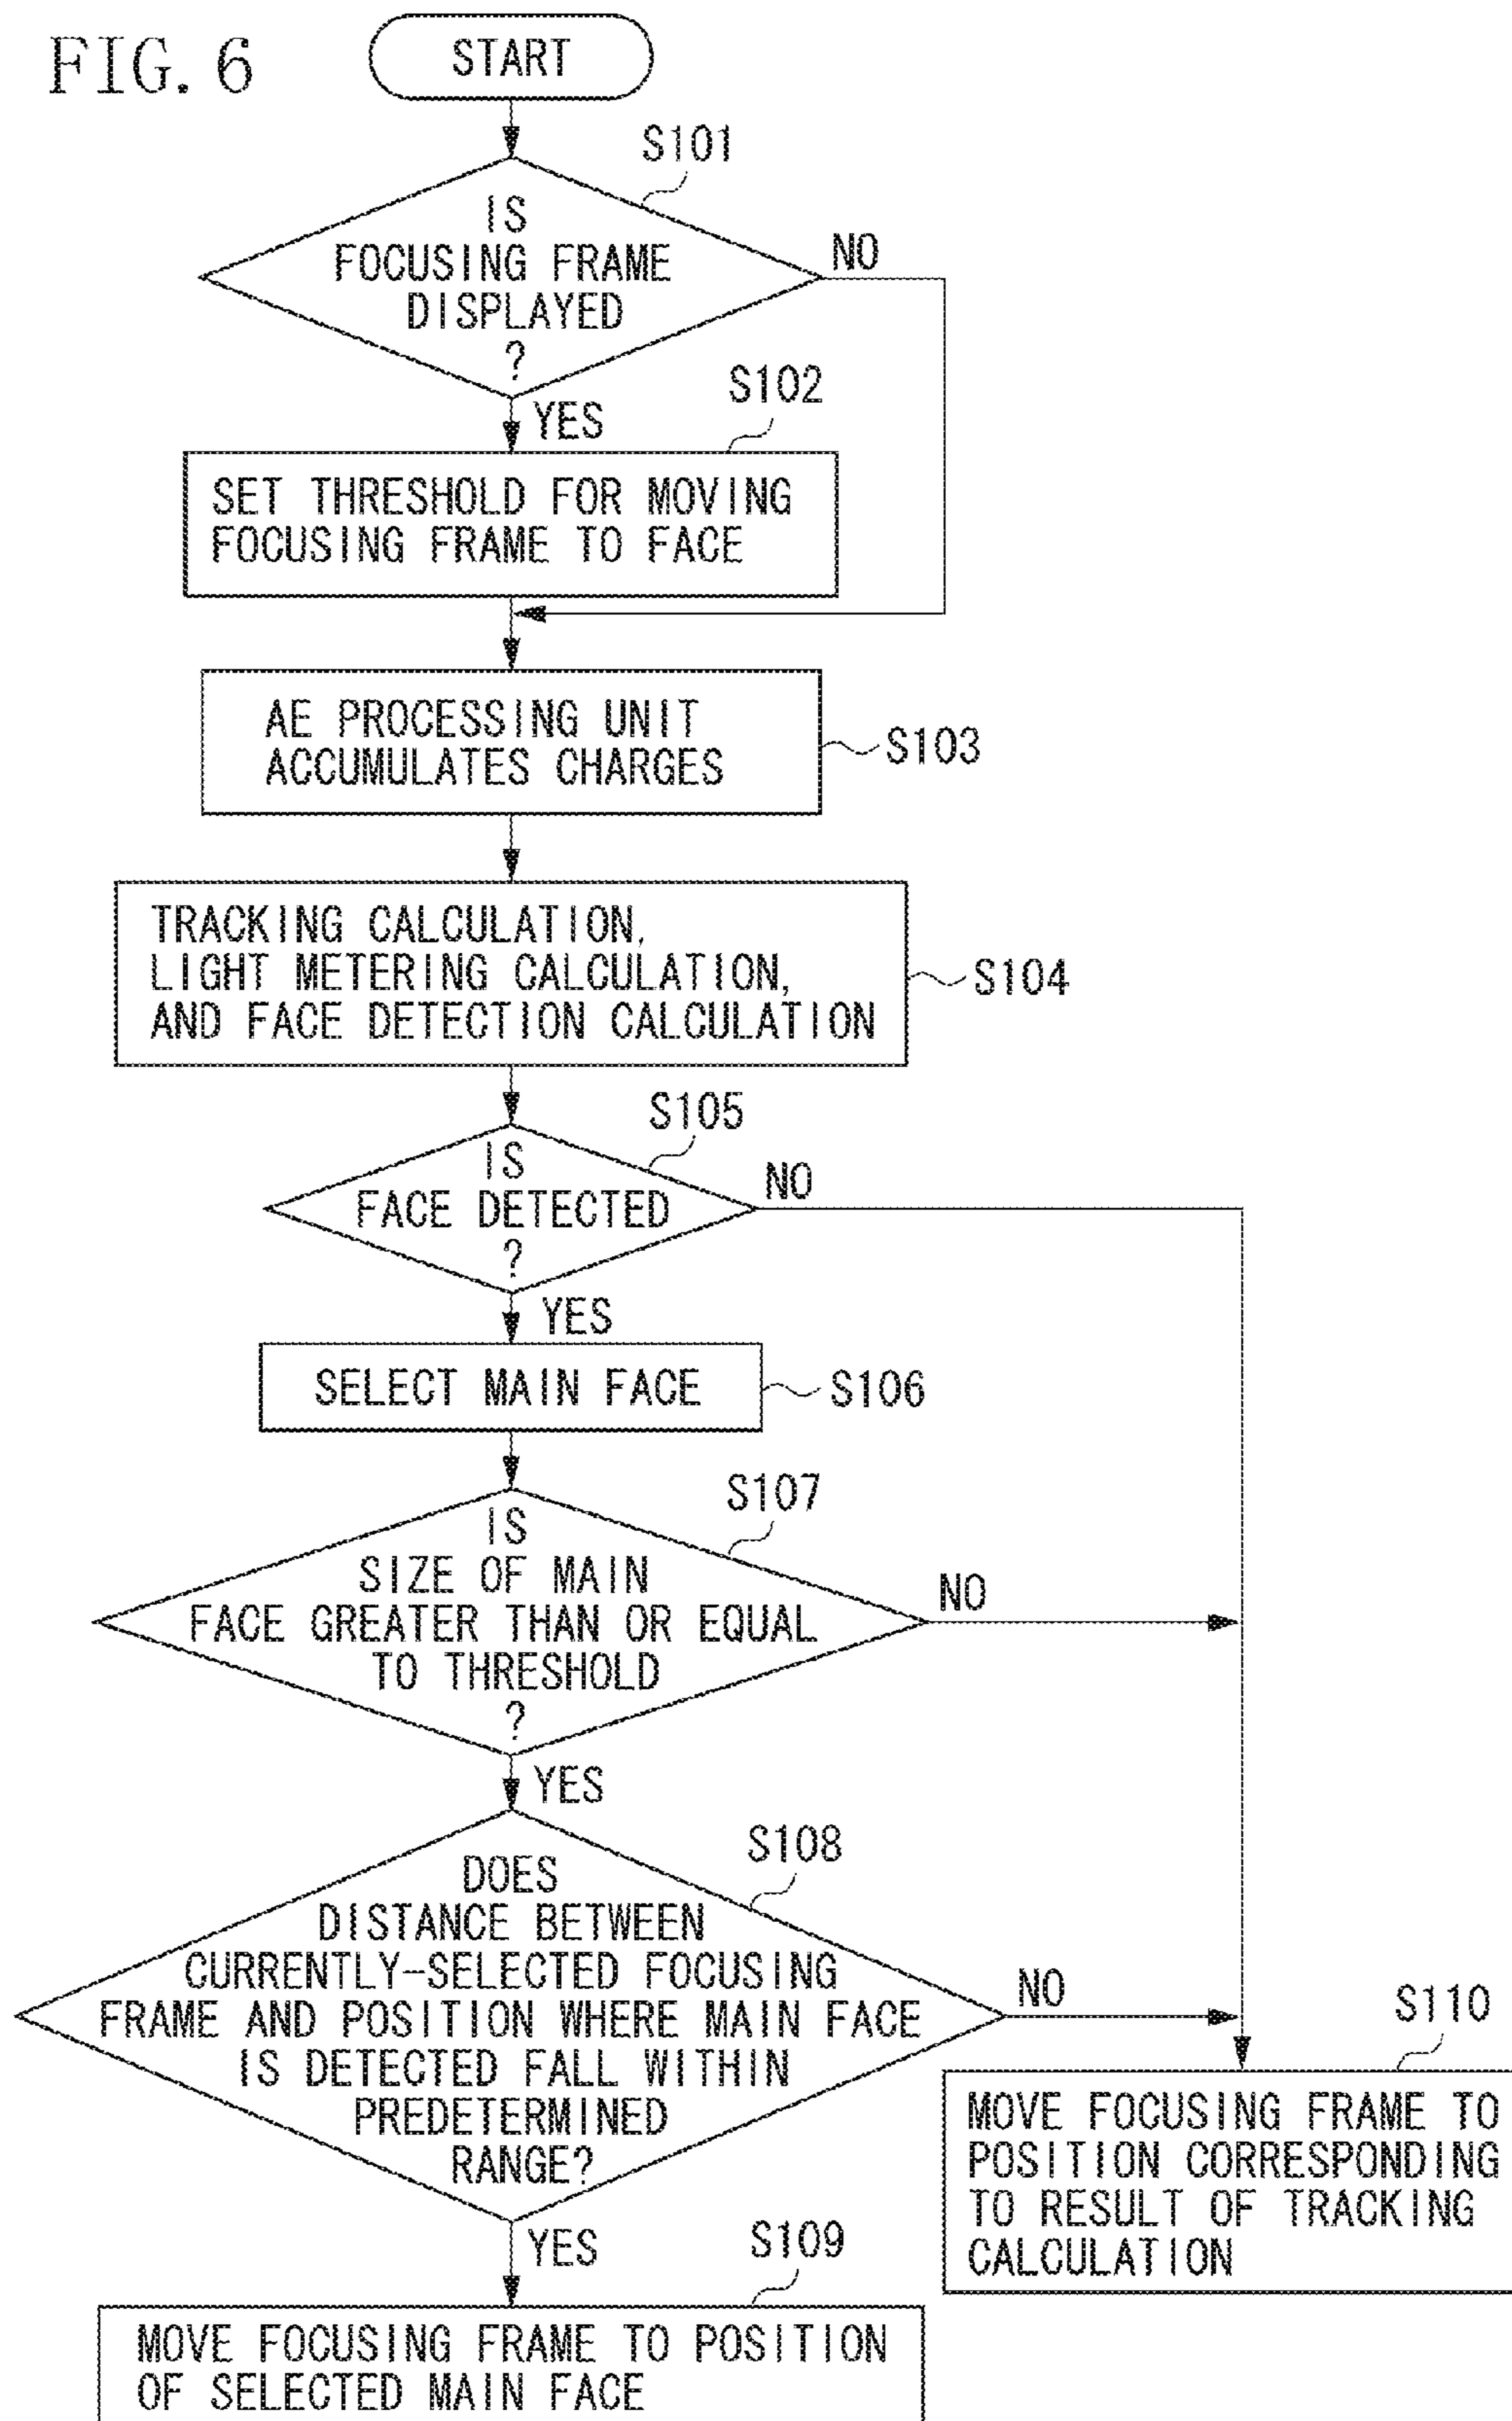 FIG. 6
START
S101
IS
FOCUSING FRAME
DISPLAYED
?
NO
YES
S102
SET THRESHOLD FOR MOVING
FOCUSING FRAME TO FACE
AE PROCESSING UNIT
ACCUMULATES CHARGES
S103
TRACKING CALCULATION,
LIGHT METERING CALCULATION,
AND FACE DETECTION CALCULATION
S104
S105
IS
FACE DETECTED
?
NO
YES
SELECT MAIN FACE
S106
S107
IS
SIZE OF MAIN
FACE GREATER THAN OR EQUAL
TO THRESHOLD
?
NO
YES
S108
DOES
DISTANCE BETWEEN
CURRENTLY-SELECTED FOCUSING
FRAME AND POSITION WHERE MAIN FACE
IS DETECTED FALL WITHIN
PREDETERMINED
RANGE?
NO
YES
S110
MOVE FOCUSING FRAME TO
POSITION CORRESPONDING
TO RESULT OF TRACKING
CALCULATION
S109
MOVE FOCUSING FRAME TO POSITION
OF SELECTED MAIN FACE